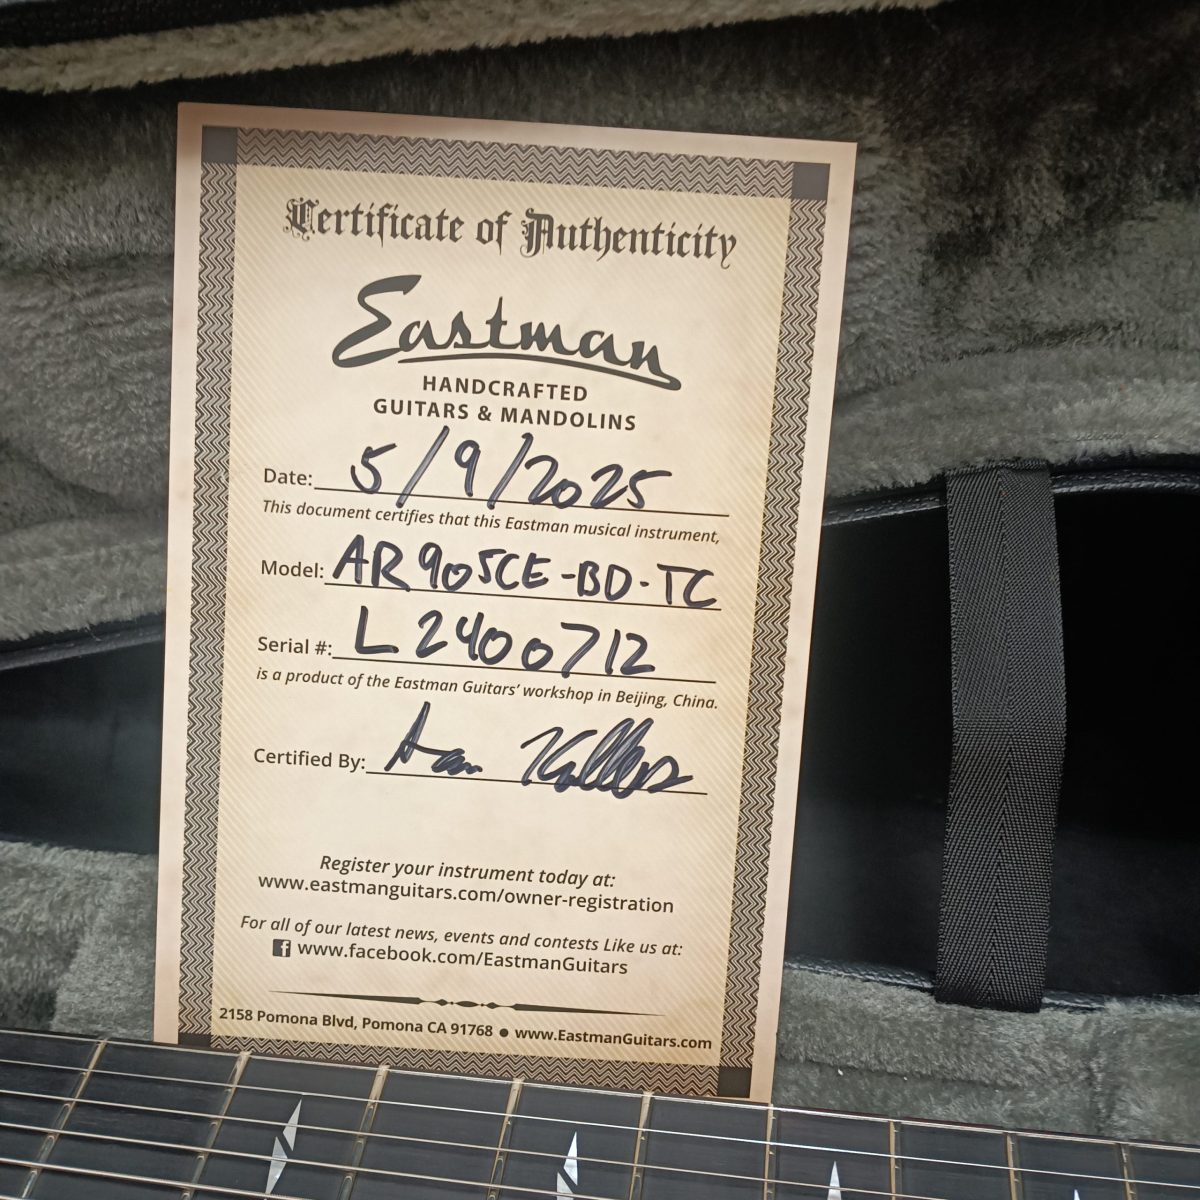 Certificate of Authenticity
Eastman
HANDCRAFTED
GUITARS & MANDOLINS
Date: 5/9/2025
This document certifies that this Eastman musical instrument,
Model: AR905CE-BD-TC
Serial #: L2400712
is a product of the Eastman Guitars' workshop in Beijing, China.
Certified By:
Register your instrument today at:
www.eastmanguitars.com/owner-registration
For all of our latest news, events and contests Like us at:
f www.facebook.com/EastmanGuitars
2158 Pomona Blvd, Pomona CA 91768 ● www.EastmanGuitars.com